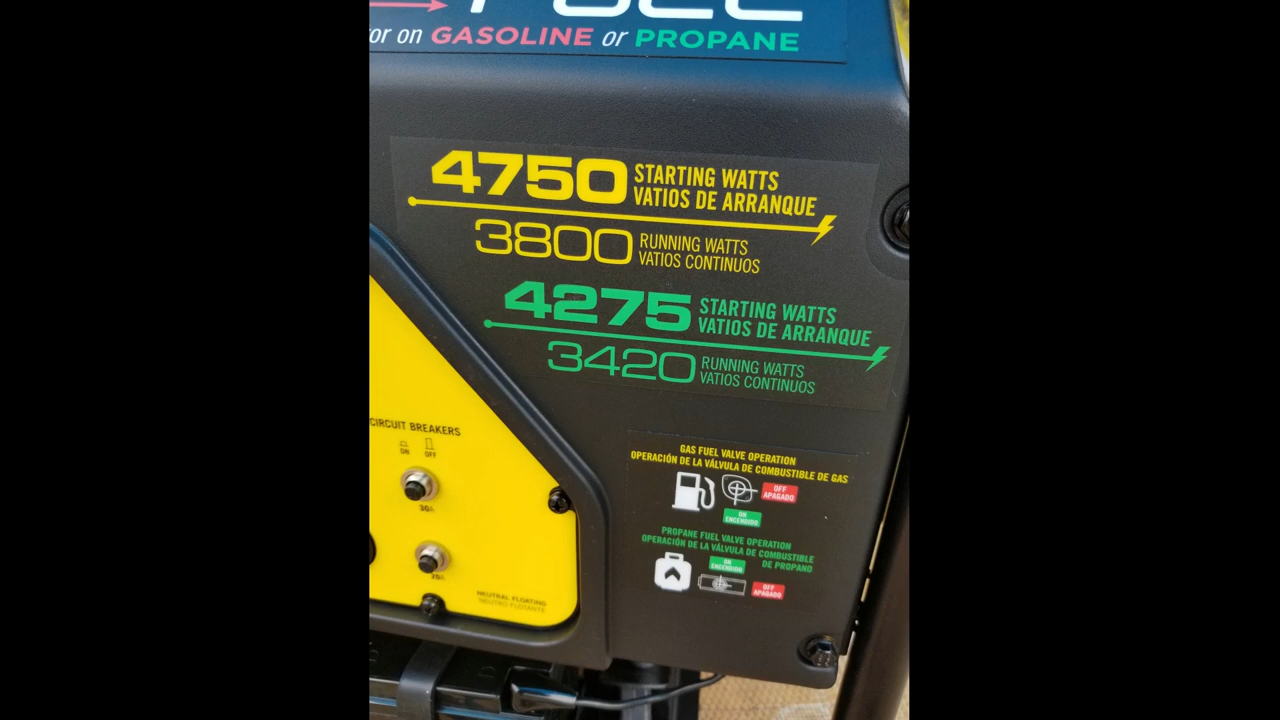 or on GASOLINE or PROPANE
4750 STARTING WATTS
VATIOS DE ARRANQUE
3800 RUNNING WATTS
VATIOS CONTINUOS
4275 STARTING WATTS
VATIOS DE ARRANQUE
3420 RUNNING WATTS
VATIOS CONTINUOS
CIRCUIT BREAKERS
ON OFF
30A
20A
NEUTRAL FLOATING
NEUTRO FLOTANTE
GAS FUEL VALVE OPERATION
OPERACIÓN DE LA VÁLVULA DE COMBUSTIBLE DE GAS
OFF
APAGADO
ON
ENCENDIDO
PROPANE FUEL VALVE OPERATION
OPERACIÓN DE LA VÁLVULA DE COMBUSTIBLE
DE PROPANO
ON
ENCENDIDO
OFF
APAGADO